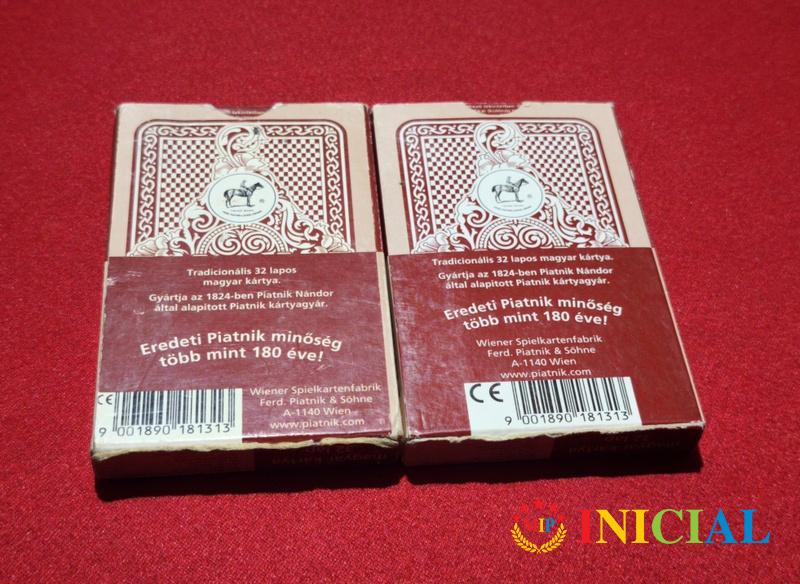 Tradicionális 32 lapos
magyar kártya.
Gyártja az 1824-ben Piatnik Nándor
által alapított Piatnik kártyagyár.
Eredeti Piatnik minőség
több mint 180 éve!
CE
Wiener Spielkartenfabrik
Ferd. Piatnik & Söhne
A-1140 Wien
www.piatnik.com
9 001890 181313
Tradicionális 32 lapos magyar kártya.
Gyártja az 1824-ben Piatnik Nándor
által alapított Piatnik kártyagyár.
Eredeti Piatnik minőség
több mint 180 éve!
Wiener Spielkartenfabrik
Ferd. Piatnik & Söhne
A-1140 Wien
www.piatnik.com
CE
9 001890 181313
IP INICIAL